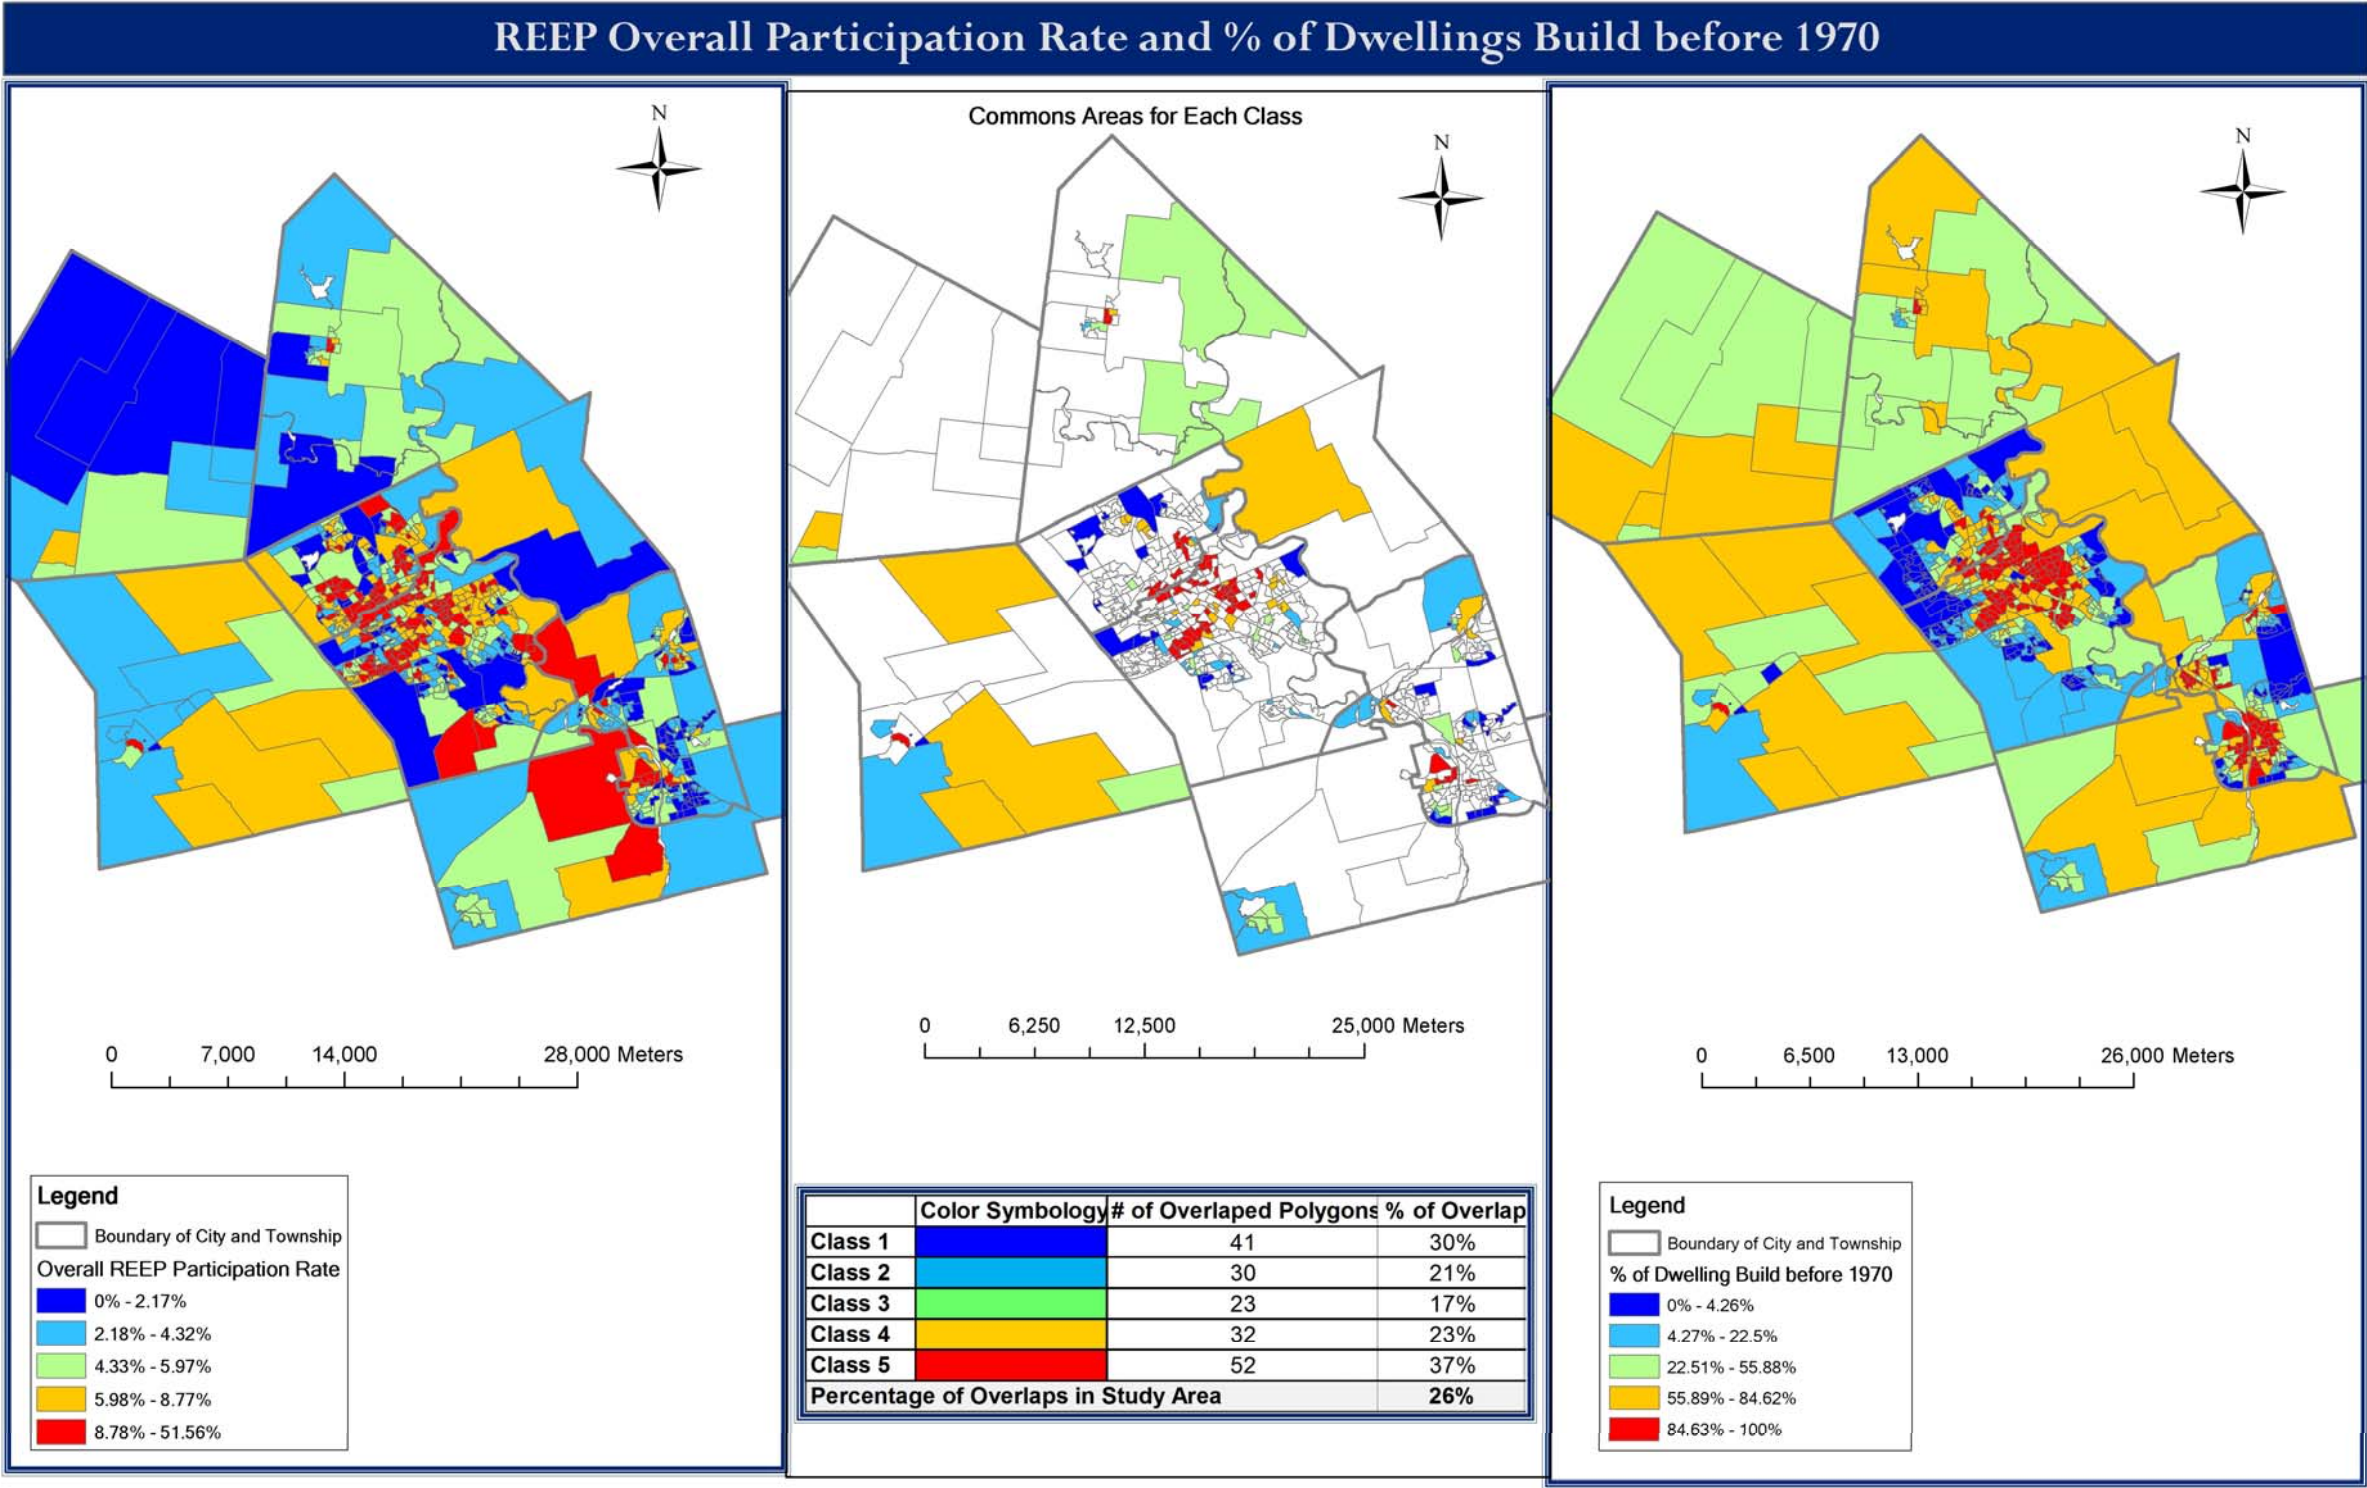 REEP Overall Participation Rate and % of Dwellings Build before 1970
N
0 7,000 14,000 28,000 Meters
Legend
Boundary of City and Township
Overall REEP Participation Rate
0% - 2.17%
2.18% - 4.32%
4.33% - 5.97%
5.98% - 8.77%
8.78% - 51.56%
Commons Areas for Each Class
N
0 6,250 12,500 25,000 Meters
Color Symbology # of Overlaped Polygons % of Overlap
Class 1 41 30%
Class 2 30 21%
Class 3 23 17%
Class 4 32 23%
Class 5 52 37%
Percentage of Overlaps in Study Area 26%
N
0 6,500 13,000 26,000 Meters
Legend
Boundary of City and Township
% of Dwelling Build before 1970
0% - 4.26%
4.27% - 22.5%
22.51% - 55.88%
55.89% - 84.62%
84.63% - 100%